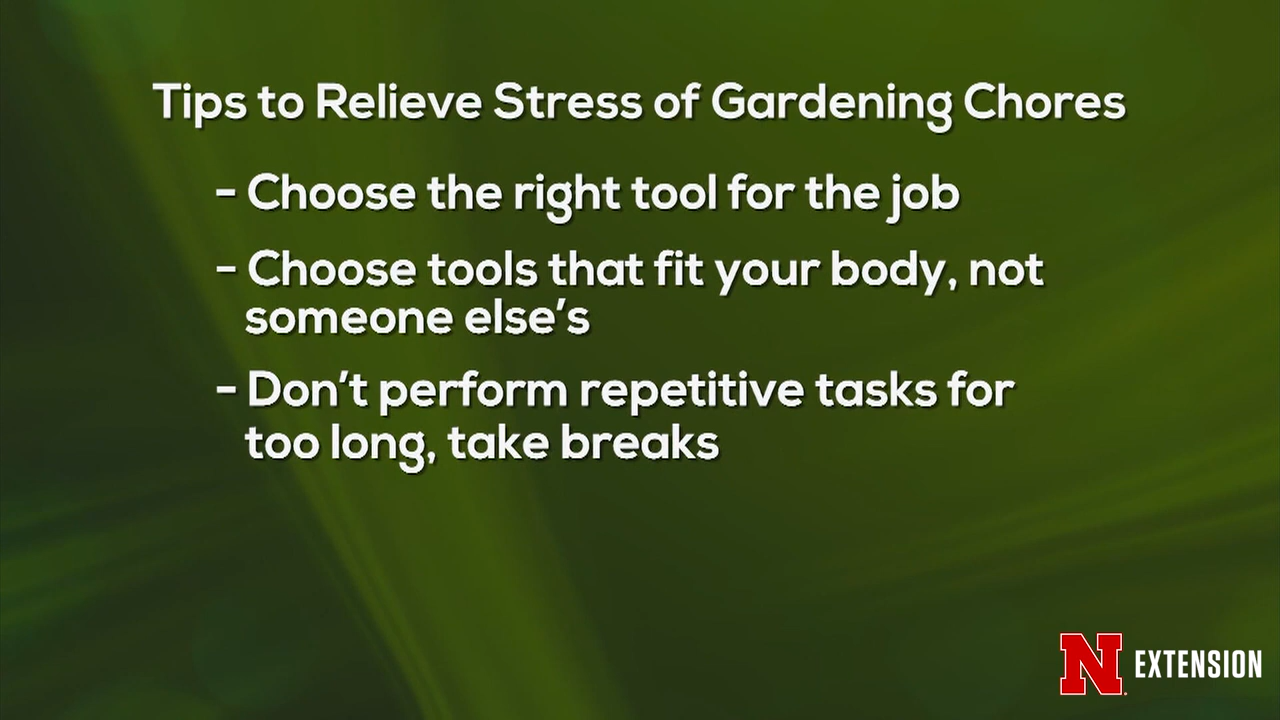 Tips to Relieve Stress of Gardening Chores
- Choose the right tool for the job
- Choose tools that fit your body, not
someone else's
- Don't perform repetitive tasks for
too long, take breaks
N EXTENSION